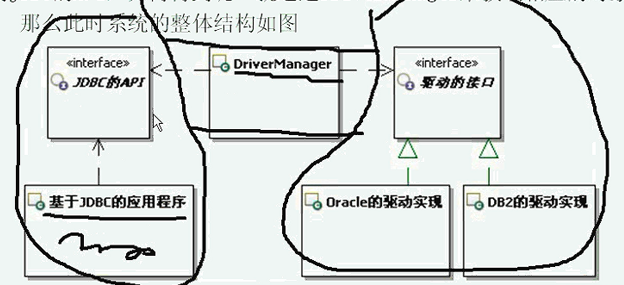 那么此时系统的整体结构如图
«interface»
JDBC的API
DriverManager
«interface»
驱动的接口
基于JDBC的应用程序
Oracle的驱动实现
DB2的驱动实现